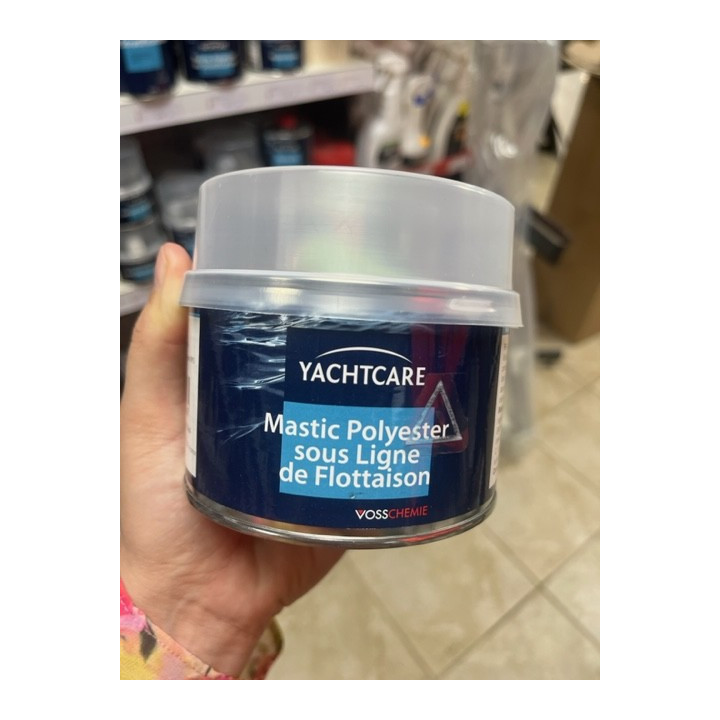 YACHTCARE
Mastic Polyester
sous Ligne
de Flottaison
VOSSCHEMIE